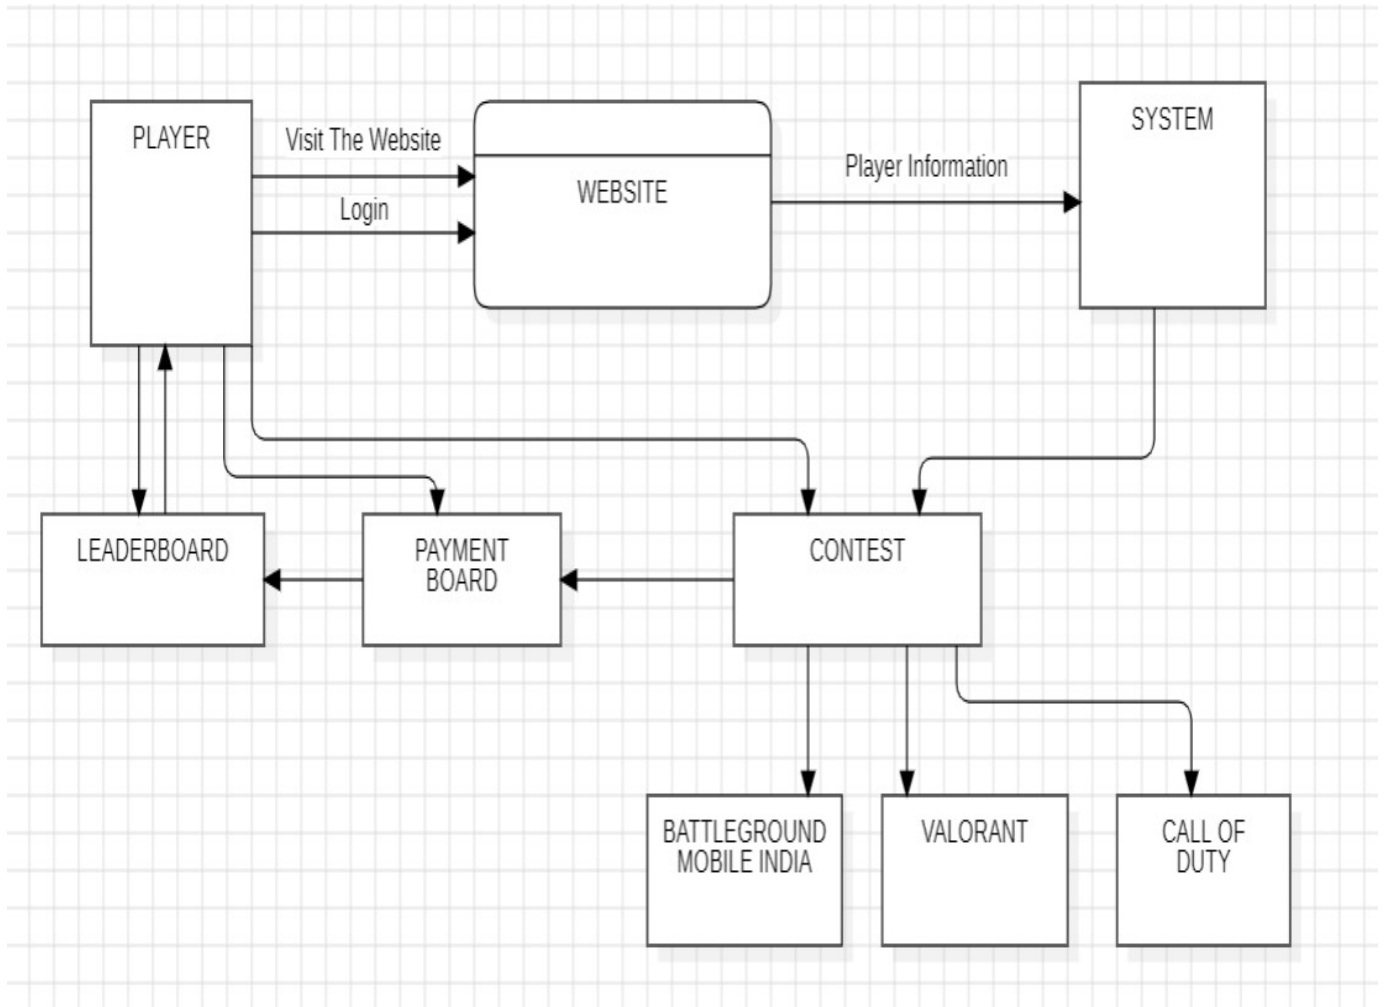 PLAYER
Visit The Website
Login
WEBSITE
Player Information
SYSTEM
LEADERBOARD
PAYMENT
BOARD
CONTEST
BATTLEGROUND
MOBILE INDIA
VALORANT
CALL OF
DUTY